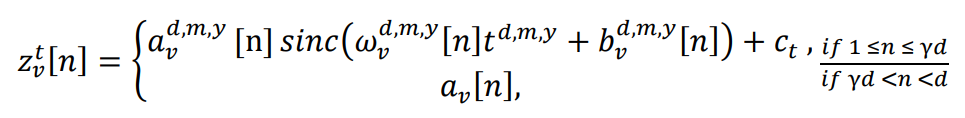 z_v^t[n] = { a_v^{d,m,y} [n] sinc(ω_v^{d,m,y}[n]t^{d,m,y} + b_v^{d,m,y}[n]) + c_t , if 1 ≤n ≤ γd
a_v[n], if γd <n <d